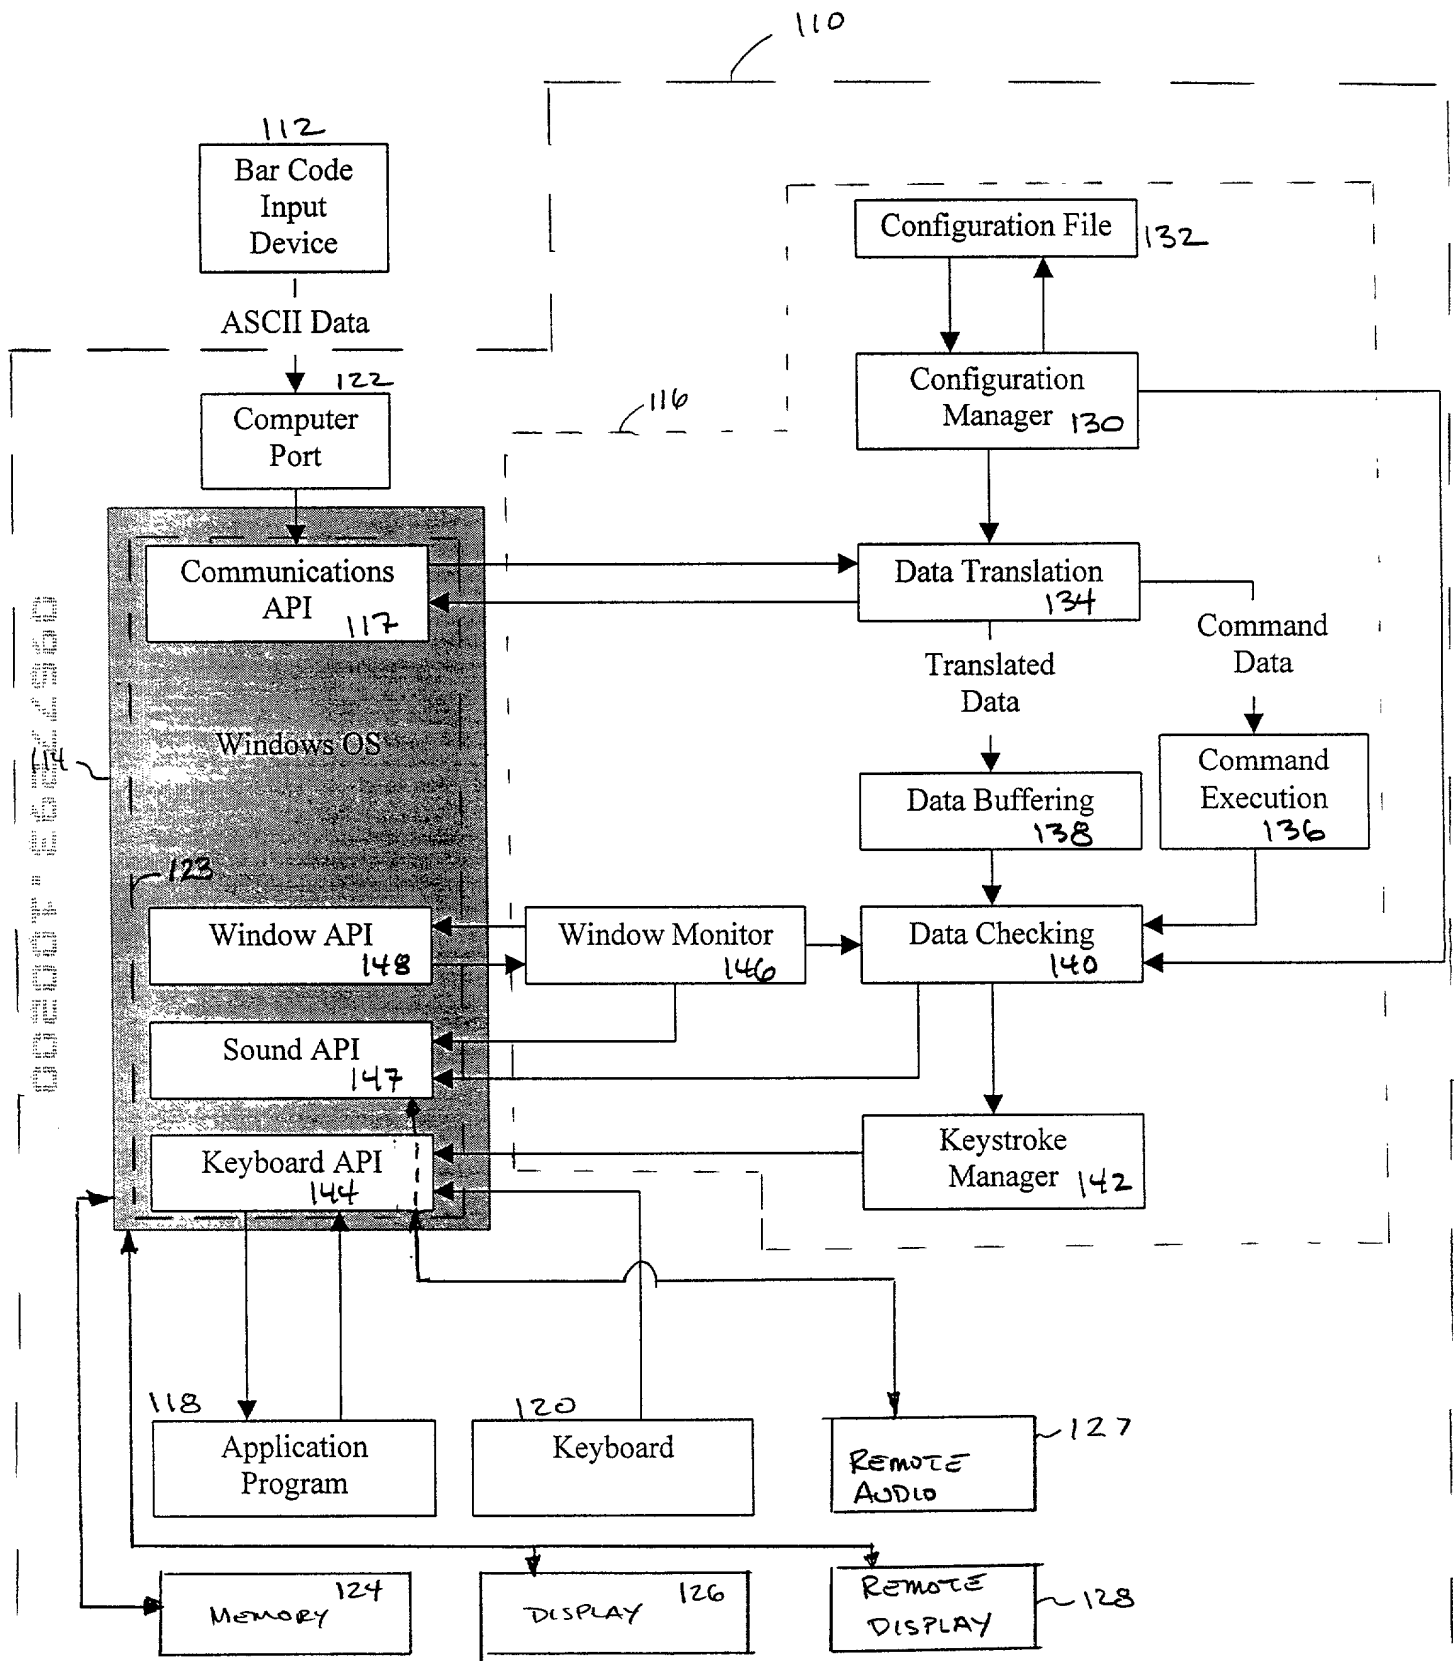 110
112
Bar Code
Input
Device
ASCII Data
122
Computer
Port
Configuration File
132
Configuration
Manager
130
116
Communications
API
117
Data Translation
134
Command
Data
Translated
Data
Windows OS
114
Data Buffering
138
Command
Execution
136
123
Window API
148
Window Monitor
146
Data Checking
140
Sound API
147
Keyboard API
144
Keystroke
Manager
142
118
Application
Program
120
Keyboard
REMOTE
AUDIO
127
MEMORY
124
DISPLAY
126
REMOTE
DISPLAY
128